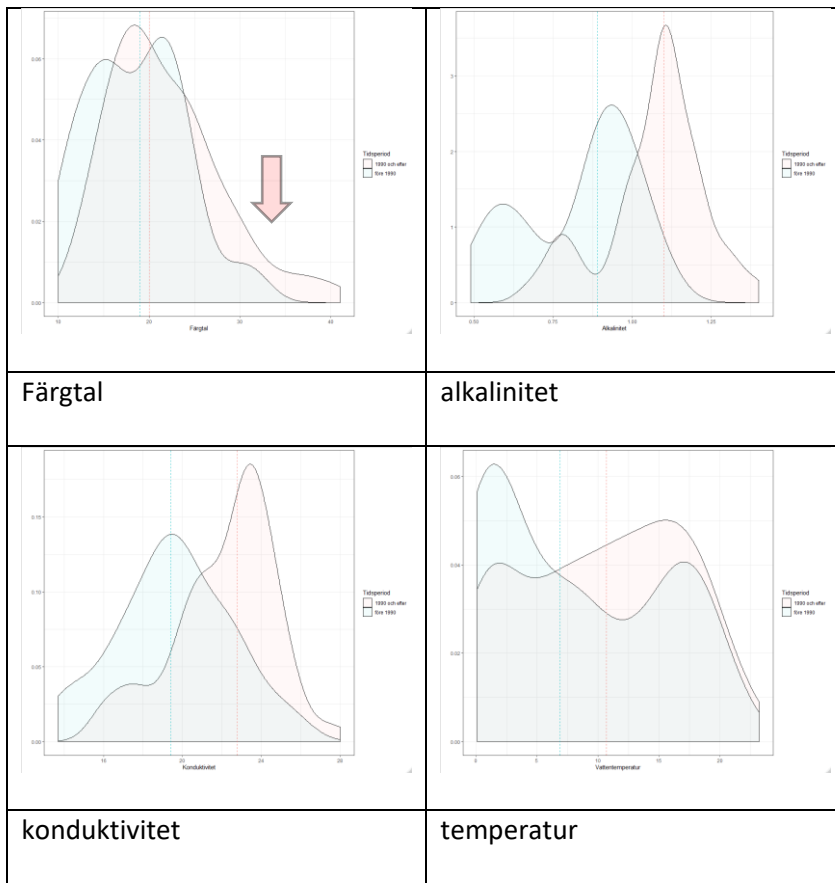 0.06
0.04
0.02
0.00
10
20
30
40
Färgtal
Tidsperiod
1990 och efter
före 1990
3
2
1
0
0.50
0.75
1.00
1.25
Alkalinitet
Tidsperiod
1990 och efter
före 1990
Färgtal
alkalinitet
0.15
0.10
0.05
0.00
16
20
24
28
Konduktivitet
Tidsperiod
1990 och efter
före 1990
0.06
0.04
0.02
0.00
0
5
10
15
20
Vattentemperatur
Tidsperiod
1990 och efter
före 1990
konduktivitet
temperatur